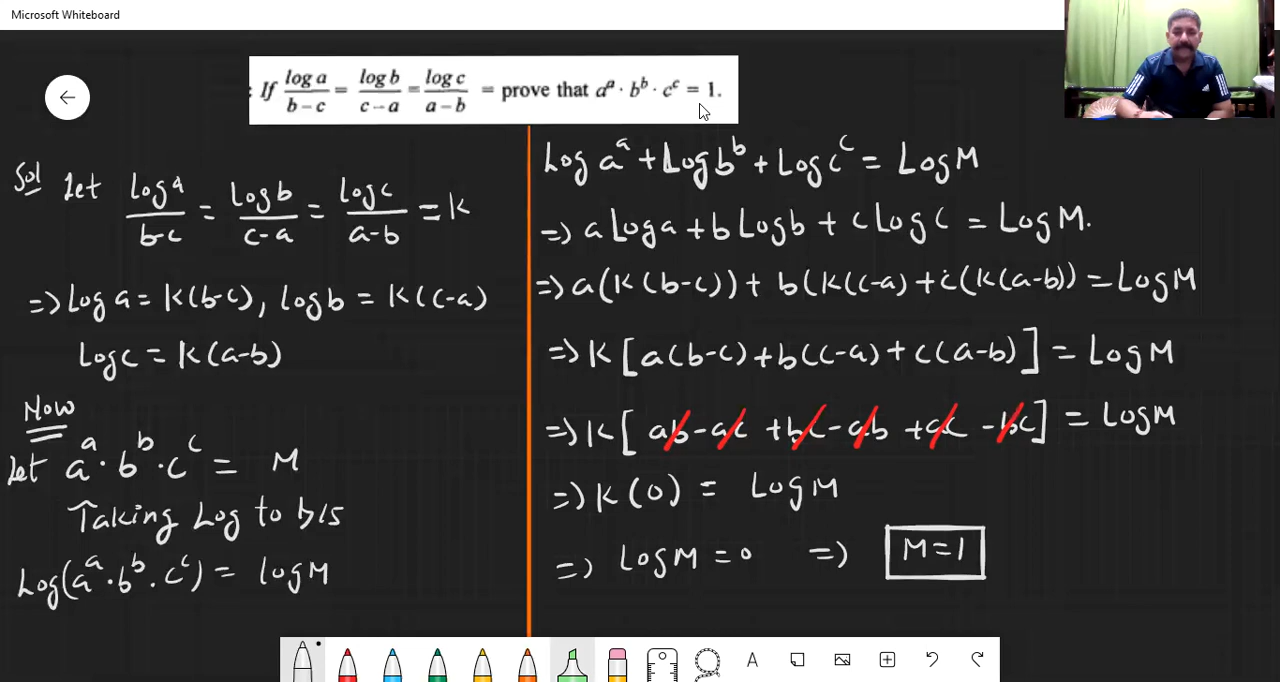 Microsoft Whiteboard
: If log a / b – c = log b / c – a = log c / a – b = prove that a^a · b^b · c^c = 1.
Sol Let log a / b-c = log b / c-a = log c / a-b = K
=> log a = K(b-c), log b = K(c-a)
log c = K(a-b)
Now
Let a^a · b^b · c^c = M
Taking Log to b/s
Log(a^a · b^b · c^c) = log M
Log a^a + Log b^b + Log c^c = Log M
=> a Log a + b Log b + c Log c = Log M.
=> a(K(b-c)) + b(K(c-a) + c(K(a-b)) = Log M
=> K[a(b-c) + b(c-a) + c(a-b)] = Log M
=> K[ab - ac + bc - ab + ac - bc] = Log M
=> K(0) = Log M
=> Log M = 0 => M = 1
A